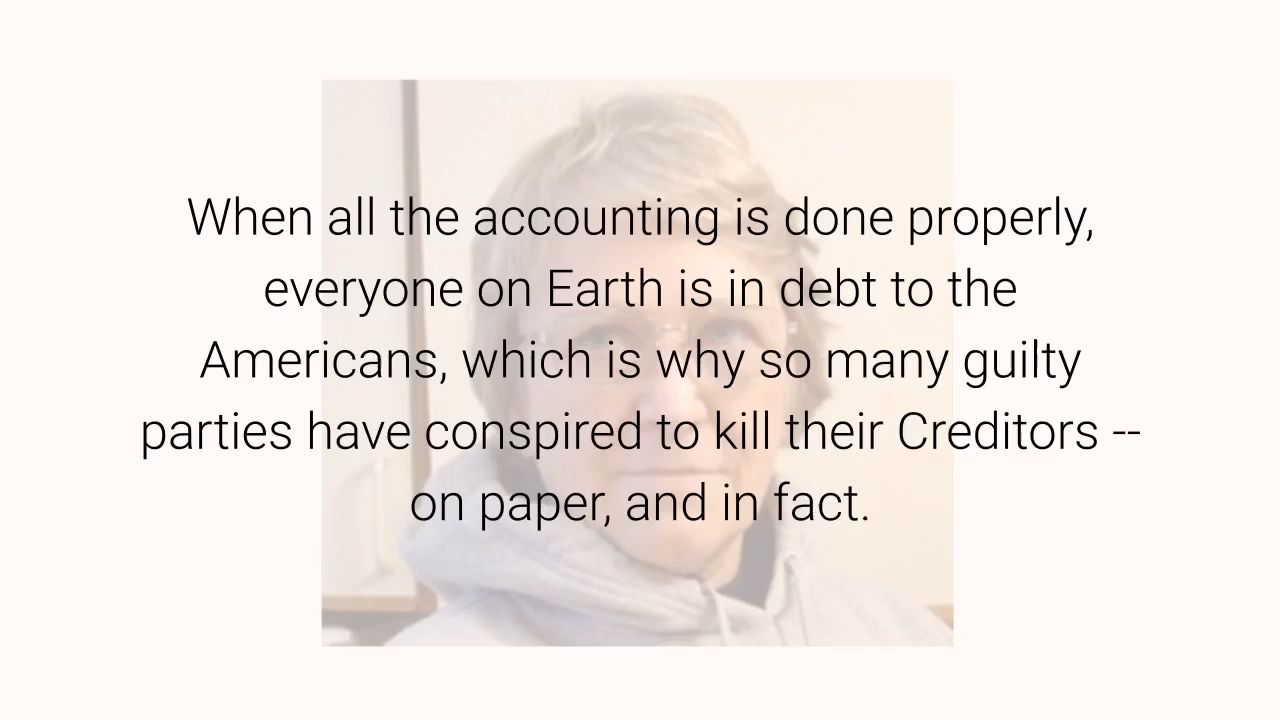 When all the accounting is done properly,
everyone on Earth is in debt to the
Americans, which is why so many guilty
parties have conspired to kill their Creditors --
on paper, and in fact.